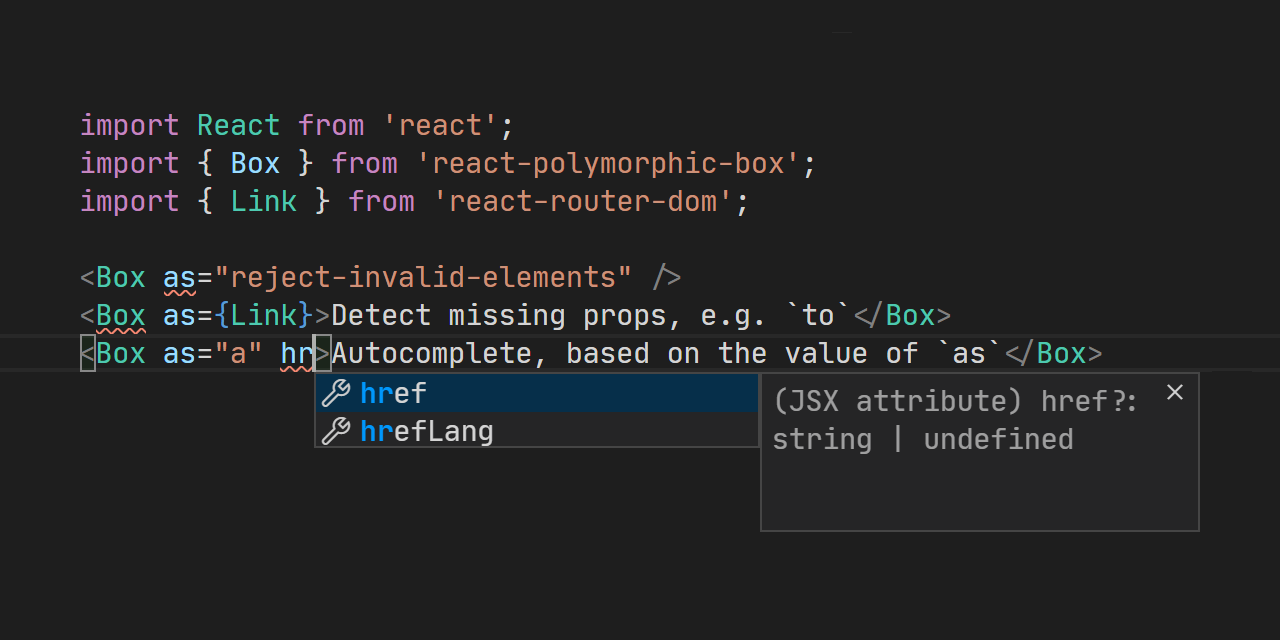 import React from 'react';
import { Box } from 'react-polymorphic-box';
import { Link } from 'react-router-dom';
<Box as="reject-invalid-elements" />
<Box as={Link}>Detect missing props, e.g. `to`</Box>
<Box as="a" hr>Autocomplete, based on the value of `as`</Box>
href
hrefLang
(JSX attribute) href?:
string | undefined